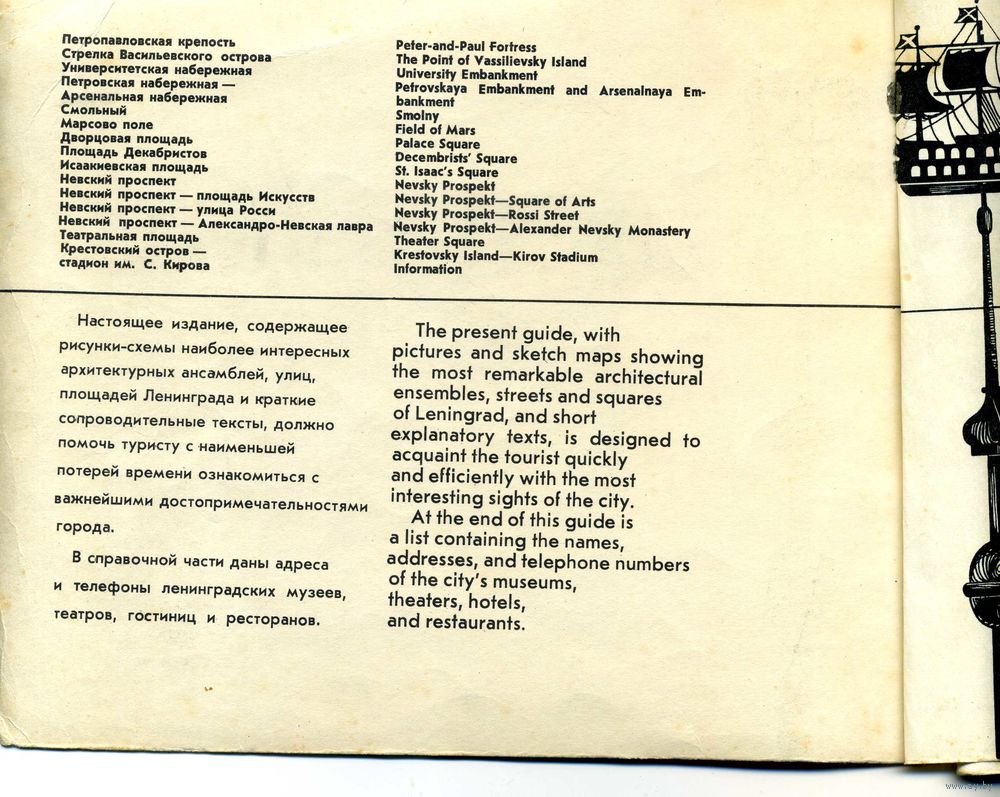 Петропавловская крепость
Стрелка Васильевского острова
Университетская набережная
Петровская набережная —
Арсенальная набережная
Смольный
Марсово поле
Дворцовая площадь
Площадь Декабристов
Исаакиевская площадь
Невский проспект
Невский проспект — площадь Искусств
Невский проспект — улица Росси
Невский проспект — Александро-Невская лавра
Театральная площадь
Крестовский остров —
стадион им. С. Кирова
Peter-and-Paul Fortress
The Point of Vassilievsky Island
University Embankment
Petrovskaya Embankment and Arsenalnaya Em-
bankment
Smolny
Field of Mars
Palace Square
Decembrists' Square
St. Isaac's Square
Nevsky Prospekt
Nevsky Prospekt—Square of Arts
Nevsky Prospekt—Rossi Street
Nevsky Prospekt—Alexander Nevsky Monastery
Theater Square
Krestovsky Island—Kirov Stadium
Information
Настоящее издание, содержащее
рисунки-схемы наиболее интересных
архитектурных ансамблей, улиц,
площадей Ленинграда и краткие
сопроводительные тексты, должно
помочь туристу с наименьшей
потерей времени ознакомиться с
важнейшими достопримечательностями
города.
В справочной части даны адреса
и телефоны ленинградских музеев,
театров, гостиниц и ресторанов.
The present guide, with
pictures and sketch maps showing
the most remarkable architectural
ensembles, streets and squares
of Leningrad, and short
explanatory texts, is designed to
acquaint the tourist quickly
and efficiently with the most
interesting sights of the city.
At the end of this guide is
a list containing the names,
addresses, and telephone numbers
of the city's museums,
theaters, hotels,
and restaurants.